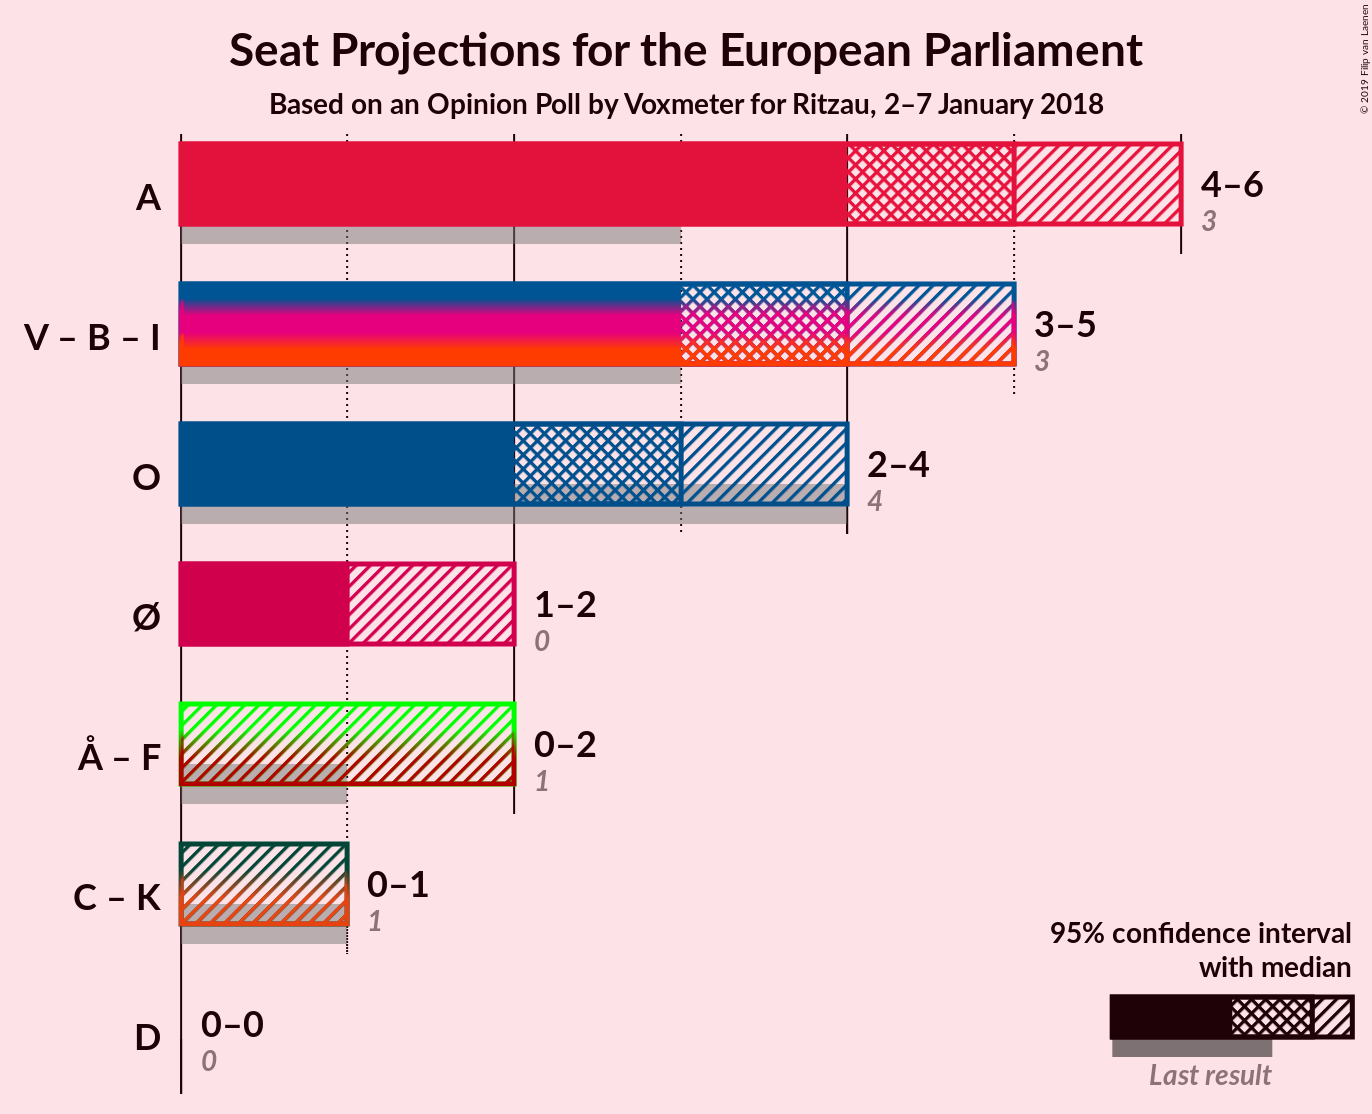 Seat Projections for the European Parliament
Based on an Opinion Poll by Voxmeter for Ritzau, 2–7 January 2018
© 2019 Filip van Laenen
A
4–6
3
V – B – I
3–5
3
O
2–4
4
Ø
1–2
0
Å – F
0–2
1
C – K
0–1
1
D
0–0
0
95% confidence interval
with median
Last result